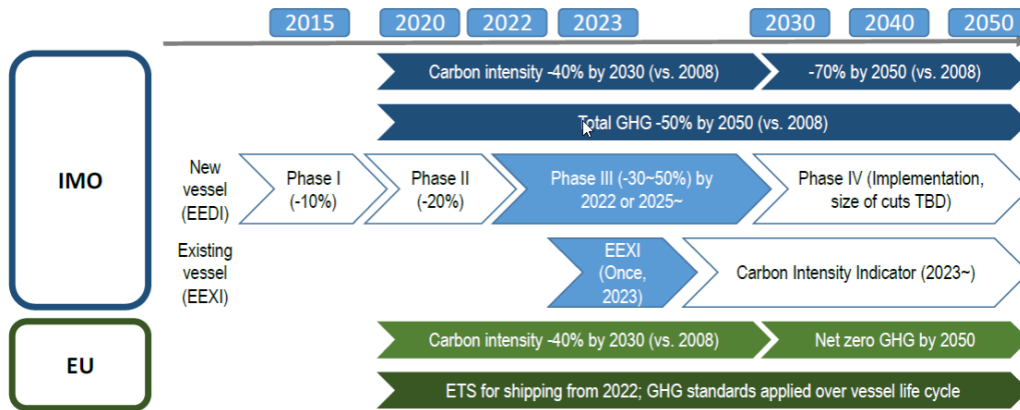 2015 2020 2022 2023 2030 2040 2050
IMO
Carbon intensity -40% by 2030 (vs. 2008)
-70% by 2050 (vs. 2008)
Total GHG -50% by 2050 (vs. 2008)
New
vessel
(EEDI)
Phase I
(-10%)
Phase II
(-20%)
Phase III (-30~50%) by
2022 or 2025~
Phase IV (Implementation,
size of cuts TBD)
Existing
vessel
(EEXI)
EEXI
(Once,
2023)
Carbon Intensity Indicator (2023~)
EU
Carbon intensity -40% by 2030 (vs. 2008)
Net zero GHG by 2050
ETS for shipping from 2022; GHG standards applied over vessel life cycle